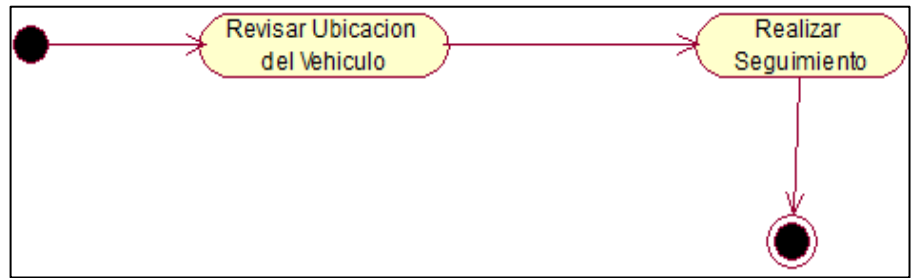 Revisar Ubicacion
del Vehiculo
Realizar
Seguimiento